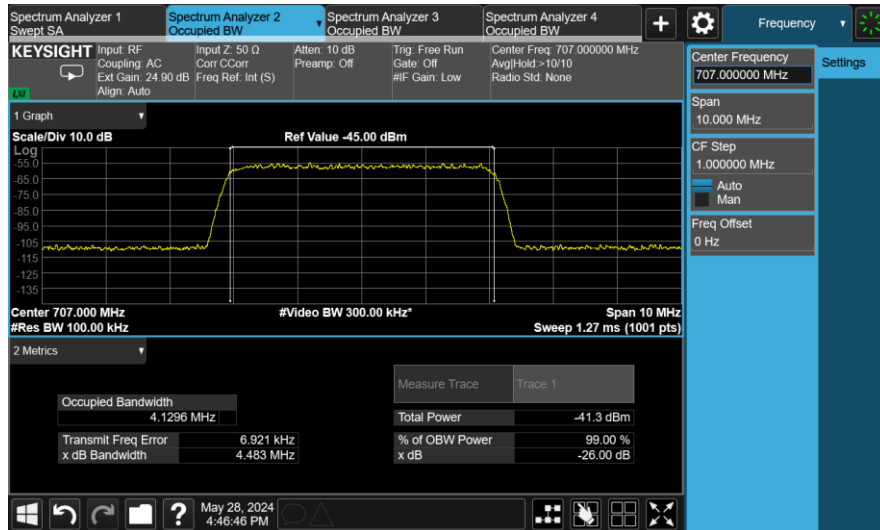 Spectrum Analyzer 1
Swept SA
Spectrum Analyzer 2
Occupied BW
Spectrum Analyzer 3
Occupied BW
Spectrum Analyzer 4
Occupied BW
+
Frequency
KEYSIGHT
Input: RF
Coupling: AC
Ext Gain: 24.90 dB
Align: Auto
Input Z: 50 Ω
Corr CCorr
Freq Ref: Int (S)
Atten: 10 dB
Preamp: Off
Trig: Free Run
Gate: Off
#IF Gain: Low
Center Freq: 707.000000 MHz
Avg|Hold:>10/10
Radio Std: None
LXI
Center Frequency
707.000000 MHz
Settings
Span
10.000 MHz
CF Step
1.000000 MHz
Auto
Man
Freq Offset
0 Hz
1 Graph
Scale/Div 10.0 dB
Ref Value -45.00 dBm
Log
-55.0
-65.0
-75.0
-85.0
-95.0
-105
-115
-125
-135
Center 707.000 MHz
#Video BW 300.00 kHz*
Span 10 MHz
#Res BW 100.00 kHz
Sweep 1.27 ms (1001 pts)
2 Metrics
Measure Trace
Trace 1
Occupied Bandwidth
4.1296 MHz
Total Power
-41.3 dBm
Transmit Freq Error
6.921 kHz
% of OBW Power
99.00 %
x dB Bandwidth
4.483 MHz
x dB
-26.00 dB
?
May 28, 2024
4:46:46 PM